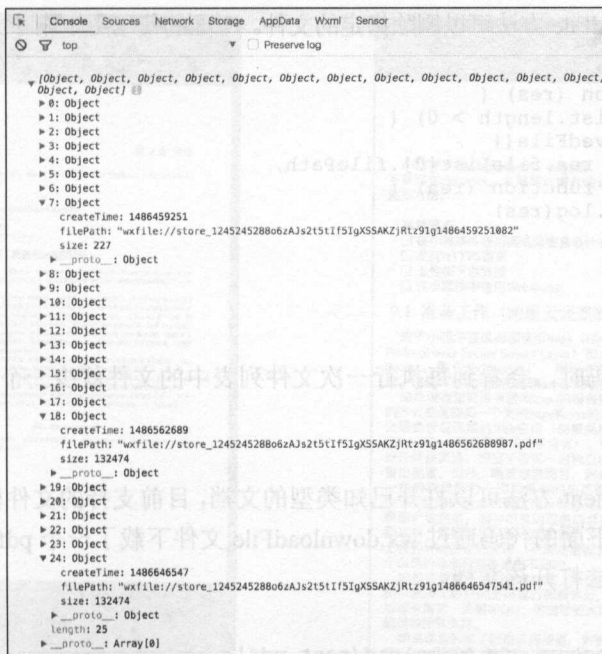 Console Sources Network Storage AppData Wxml Sensor
top ▼ Preserve log
▼[Object, Object, Object, Object, Object, Object, Object, Object, Object, Object, Object, Object, Object,
Object, Object]
▶0: Object
▶1: Object
▶2: Object
▶3: Object
▶4: Object
▶5: Object
▶6: Object
▼7: Object
createTime: 1486459251
filePath: "wxfile://store_1245245288o6zAJs2t5tIf5IgXSSAKZjRtz91g1486459251082"
size: 227
▶__proto__: Object
▶8: Object
▶9: Object
▶10: Object
▶11: Object
▶12: Object
▶13: Object
▶14: Object
▶15: Object
▶16: Object
▶17: Object
▼18: Object
createTime: 1486562689
filePath: "wxfile://store_1245245288o6zAJs2t5tIf5IgXSSAKZjRtz91g1486562688987.pdf"
size: 132474
▶__proto__: Object
▶19: Object
▶20: Object
▶21: Object
▶22: Object
▶23: Object
▼24: Object
createTime: 1486646547
filePath: "wxfile://store_1245245288o6zAJs2t5tIf5IgXSSAKZjRtz91g1486646547541.pdf"
size: 132474
▶__proto__: Object
length: 25
▶__proto__: Array[0]